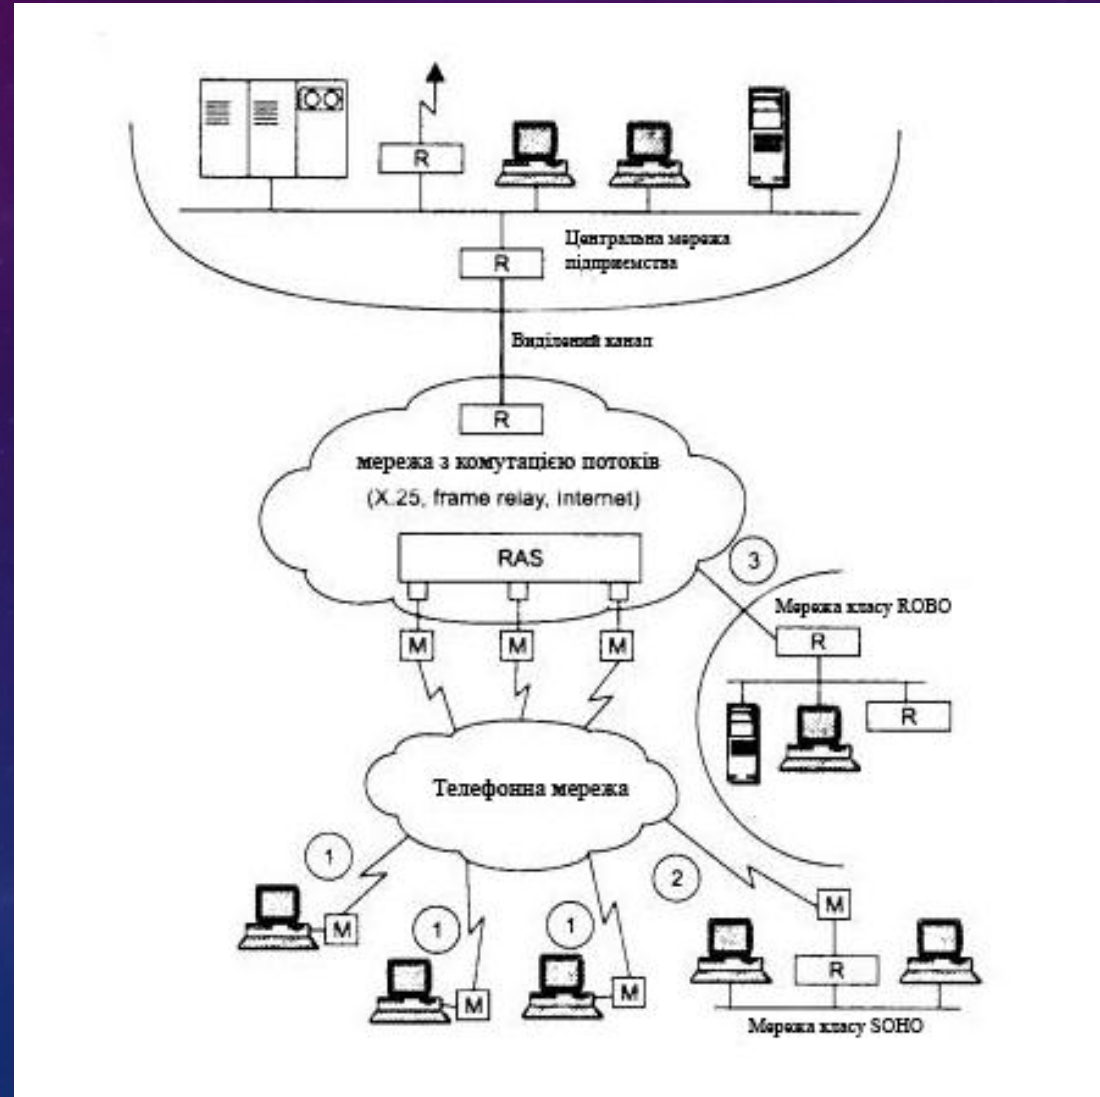 R
Центральна мережа
підприємства
R
Виділений канал
R
мережа з комутацією потоків
(X.25, frame relay, internet)
RAS
3
Мережа класу ROBO
M
M
M
R
R
Телефонна мережа
1
2
M
M
1
1
R
M
M
Мережа класу SOHO